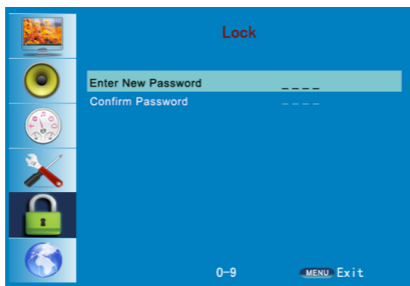 Lock
Enter New Password _ _ _ _
Confirm Password _ _ _ _
0-9 MENU Exit